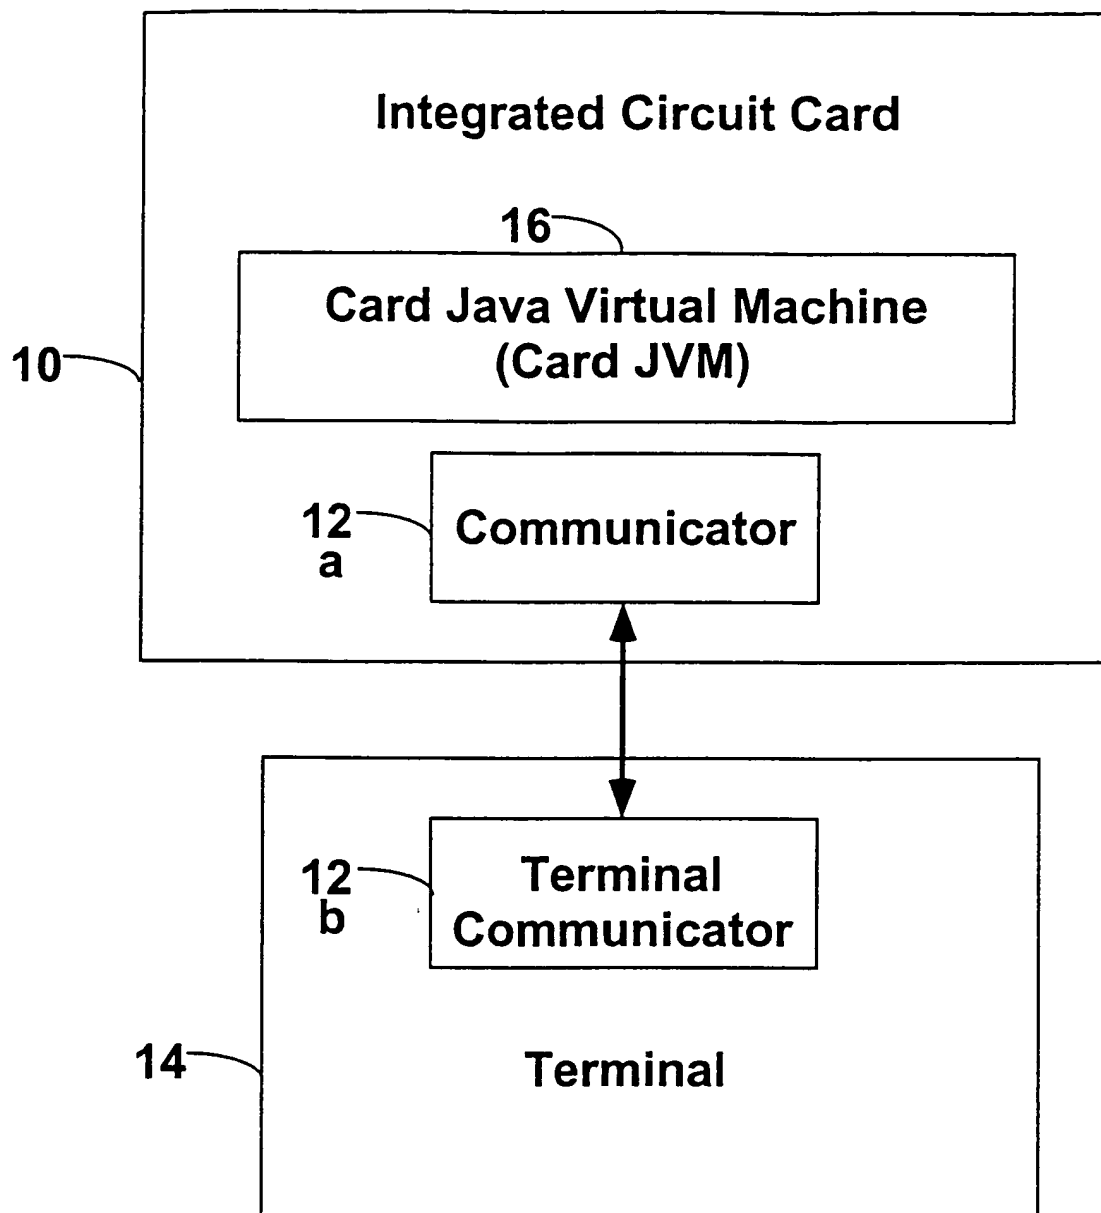 Integrated Circuit Card
16
Card Java Virtual Machine
(Card JVM)
10
12
a
Communicator
12
b
Terminal
Communicator
14
Terminal